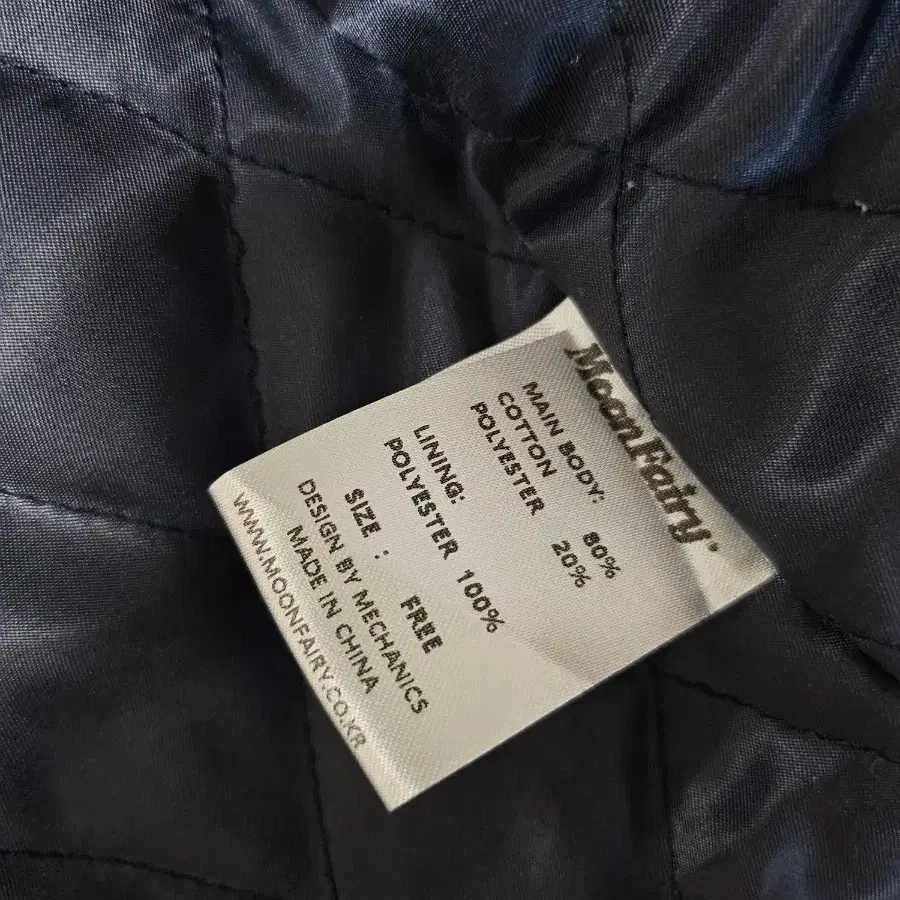 MoonFairy
MAIN BODY:
COTTON 80%
POLYESTER 20%
LINING:
POLYESTER 100%
SIZE : FREE
DESIGN BY MECHANICS
MADE IN CHINA
WWW.MOONFAIRY.CO.KR